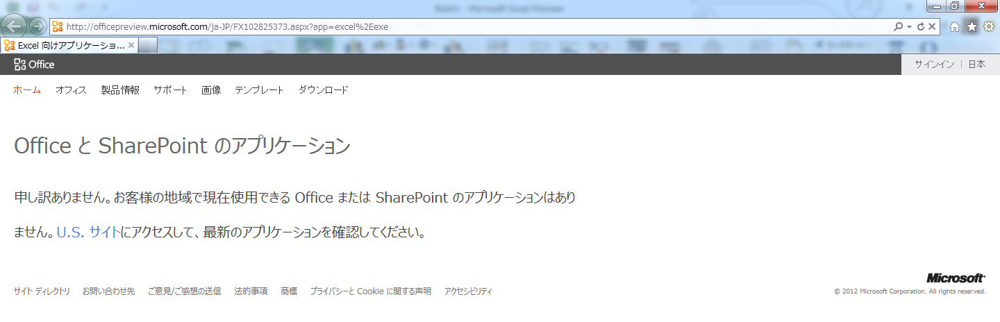 Book1 - Microsoft Excel Preview
http://officepreview.microsoft.com/ja-JP/FX102825373.aspx?app=excel%2Eexe
Excel 向けアプリケーショ...
Office
サインイン
日本
ホーム オフィス 製品情報 サポート 画像 テンプレート ダウンロード
Office と SharePoint のアプリケーション
申し訳ありません。お客様の地域で現在使用できる Office または SharePoint のアプリケーションはあり
ません。U.S. サイトにアクセスして、最新のアプリケーションを確認してください。
Microsoft
サイト ディレクトリ お問い合わせ先 ご意見/ご感想の送信 法的事項 商標 プライバシーと Cookie に関する声明 アクセシビリティ
© 2012 Microsoft Corporation. All rights reserved.